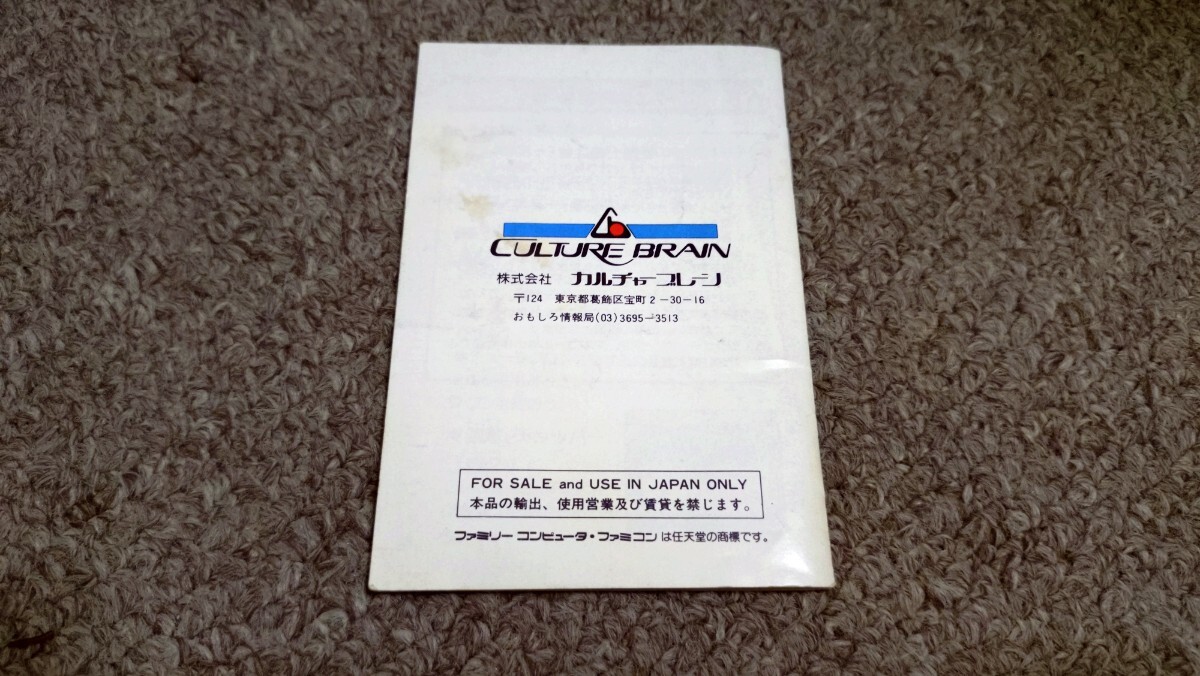 CULTURE BRAIN
株式会社 カルチャーブレーン
〒124 東京都葛飾区宝町2-30-16
おもしろ情報局(03)3695-3513
FOR SALE and USE IN JAPAN ONLY
本品の輸出、使用営業及び賃貸を禁じます。
ファミリーコンピュータ・ファミコンは任天堂の商標です。